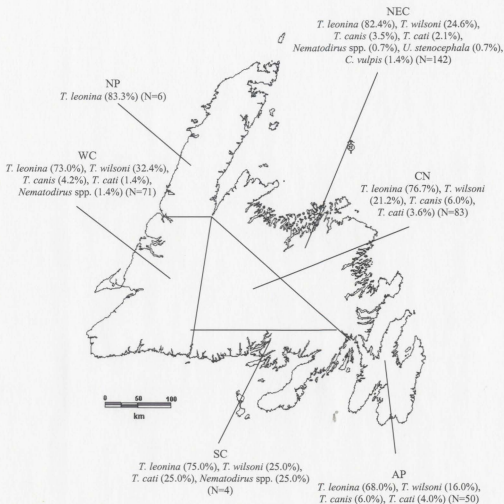 NEC
T. leonina (82.4%), T. wilsoni (24.6%),
T. canis (3.5%), T. cati (2.1%),
Nematodirus spp. (0.7%), U. stenocephala (0.7%),
C. vulpis (1.4%) (N=142)
NP
T. leonina (83.3%) (N=6)
WC
T. leonina (73.0%), T. wilsoni (32.4%),
T. canis (4.2%), T. cati (1.4%),
Nematodirus spp. (1.4%) (N=71)
CN
T. leonina (76.7%), T. wilsoni
(21.2%), T. canis (6.0%),
T. cati (3.6%) (N=83)
0 50 100
km
SC
T. leonina (75.0%), T. wilsoni (25.0%),
T. cati (25.0%), Nematodirus spp. (25.0%)
(N=4)
AP
T. leonina (68.0%), T. wilsoni (16.0%),
T. canis (6.0%), T. cati (4.0%) (N=50)